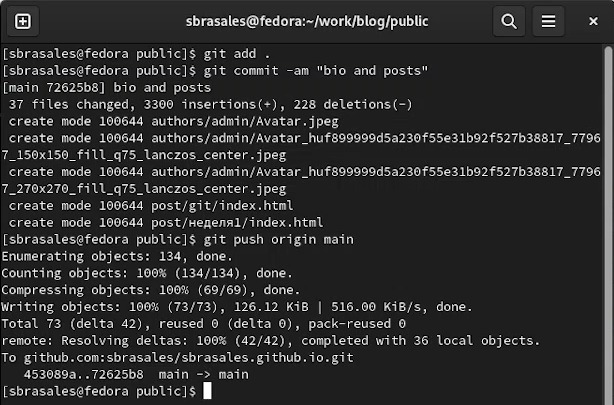 sbrasales@fedora:~/work/blog/public
[sbrasales@fedora public]$ git add .
[sbrasales@fedora public]$ git commit -am "bio and posts"
[main 72625b8] bio and posts
37 files changed, 3300 insertions(+), 228 deletions(-)
create mode 100644 authors/admin/Avatar.jpeg
create mode 100644 authors/admin/Avatar_huf899999d5a230f55e31b92f527b38817_7796
7_150x150_fill_q75_lanczos_center.jpeg
create mode 100644 authors/admin/Avatar_huf899999d5a230f55e31b92f527b38817_7796
7_270x270_fill_q75_lanczos_center.jpeg
create mode 100644 post/git/index.html
create mode 100644 post/неделя1/index.html
[sbrasales@fedora public]$ git push origin main
Enumerating objects: 134, done.
Counting objects: 100% (134/134), done.
Compressing objects: 100% (69/69), done.
Writing objects: 100% (73/73), 126.12 KiB | 516.00 KiB/s, done.
Total 73 (delta 42), reused 0 (delta 0), pack-reused 0
remote: Resolving deltas: 100% (42/42), completed with 36 local objects.
To github.com:sbrasales/sbrasales.github.io.git
453089a..72625b8  main -> main
[sbrasales@fedora public]$